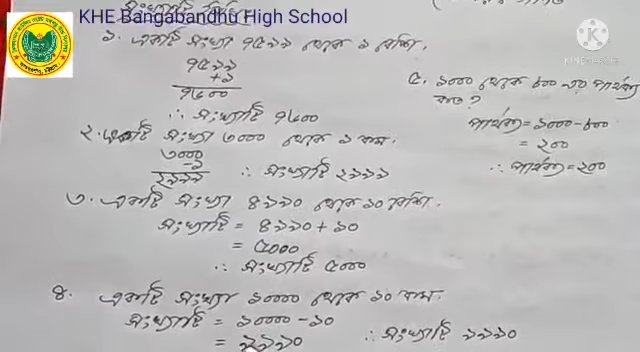 KHE Bangabandhu High School
১. একটি সংখ্যা ৭৫৯৯ থেকে ১ বেশি.
৭৫৯৯
+১
৭৬০০
∴ সংখ্যাটি ৭৬০০
২. একটি সংখ্যা ৩০০০ থেকে ১ কম.
৩০০০
-১
২৯৯৯
∴ সংখ্যাটি ২৯৯৯
৩. একটি সংখ্যা ৪৯৯০ থেকে ১০ বেশি.
সংখ্যাটি = ৪৯৯০ + ১০
= ৫০০০
∴ সংখ্যাটি ৫০০০
৪. একটি সংখ্যা ১০০০০ থেকে ১০ কম.
সংখ্যাটি = ১০০০০ - ১০
= ৯৯৯০
∴ সংখ্যাটি ৯৯৯০
৫. ১০০০ থেকে ৮০০ এর পার্থক্য
কত?
পার্থক্য = ১০০০ - ৮০০
= ২০০
∴ পার্থক্য = ২০০
KINEMASTER